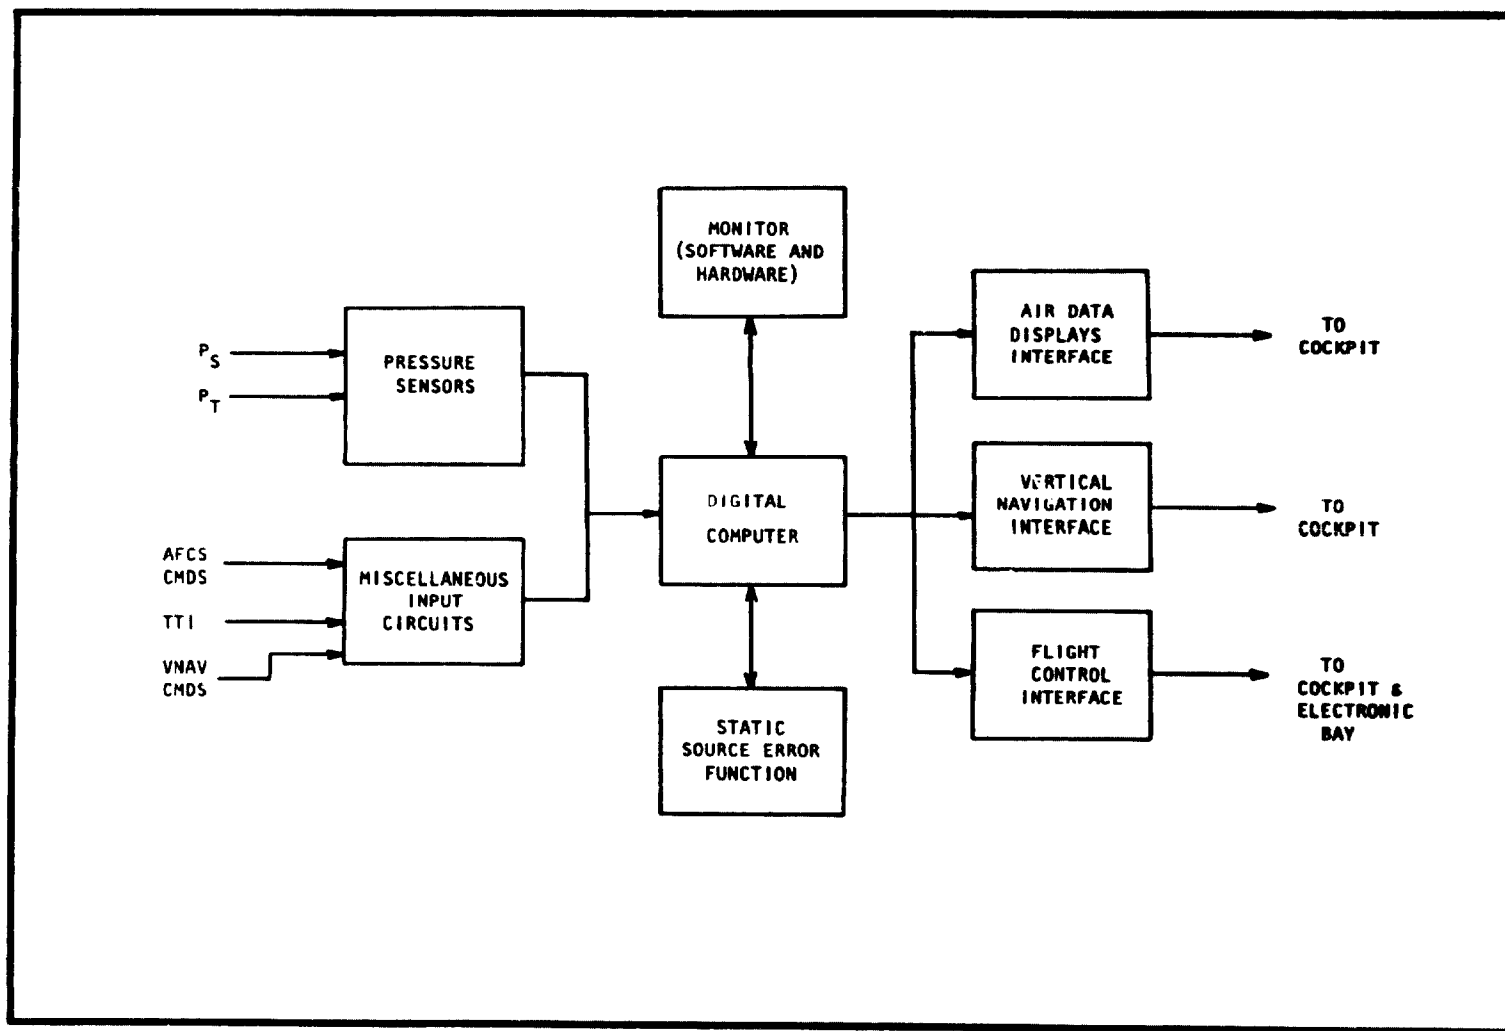 MONITOR
(SOFTWARE AND
HARDWARE)
PS
PT
PRESSURE
SENSORS
AIR DATA
DISPLAYS
INTERFACE
TO
COCKPIT
AFCS
CMDS
TTI
VNAV
CMDS
MISCELLANEOUS
INPUT
CIRCUITS
DIGITAL
COMPUTER
VERTICAL
NAVIGATION
INTERFACE
TO
COCKPIT
STATIC
SOURCE ERROR
FUNCTION
FLIGHT
CONTROL
INTERFACE
TO
COCKPIT &
ELECTRONIC
BAY